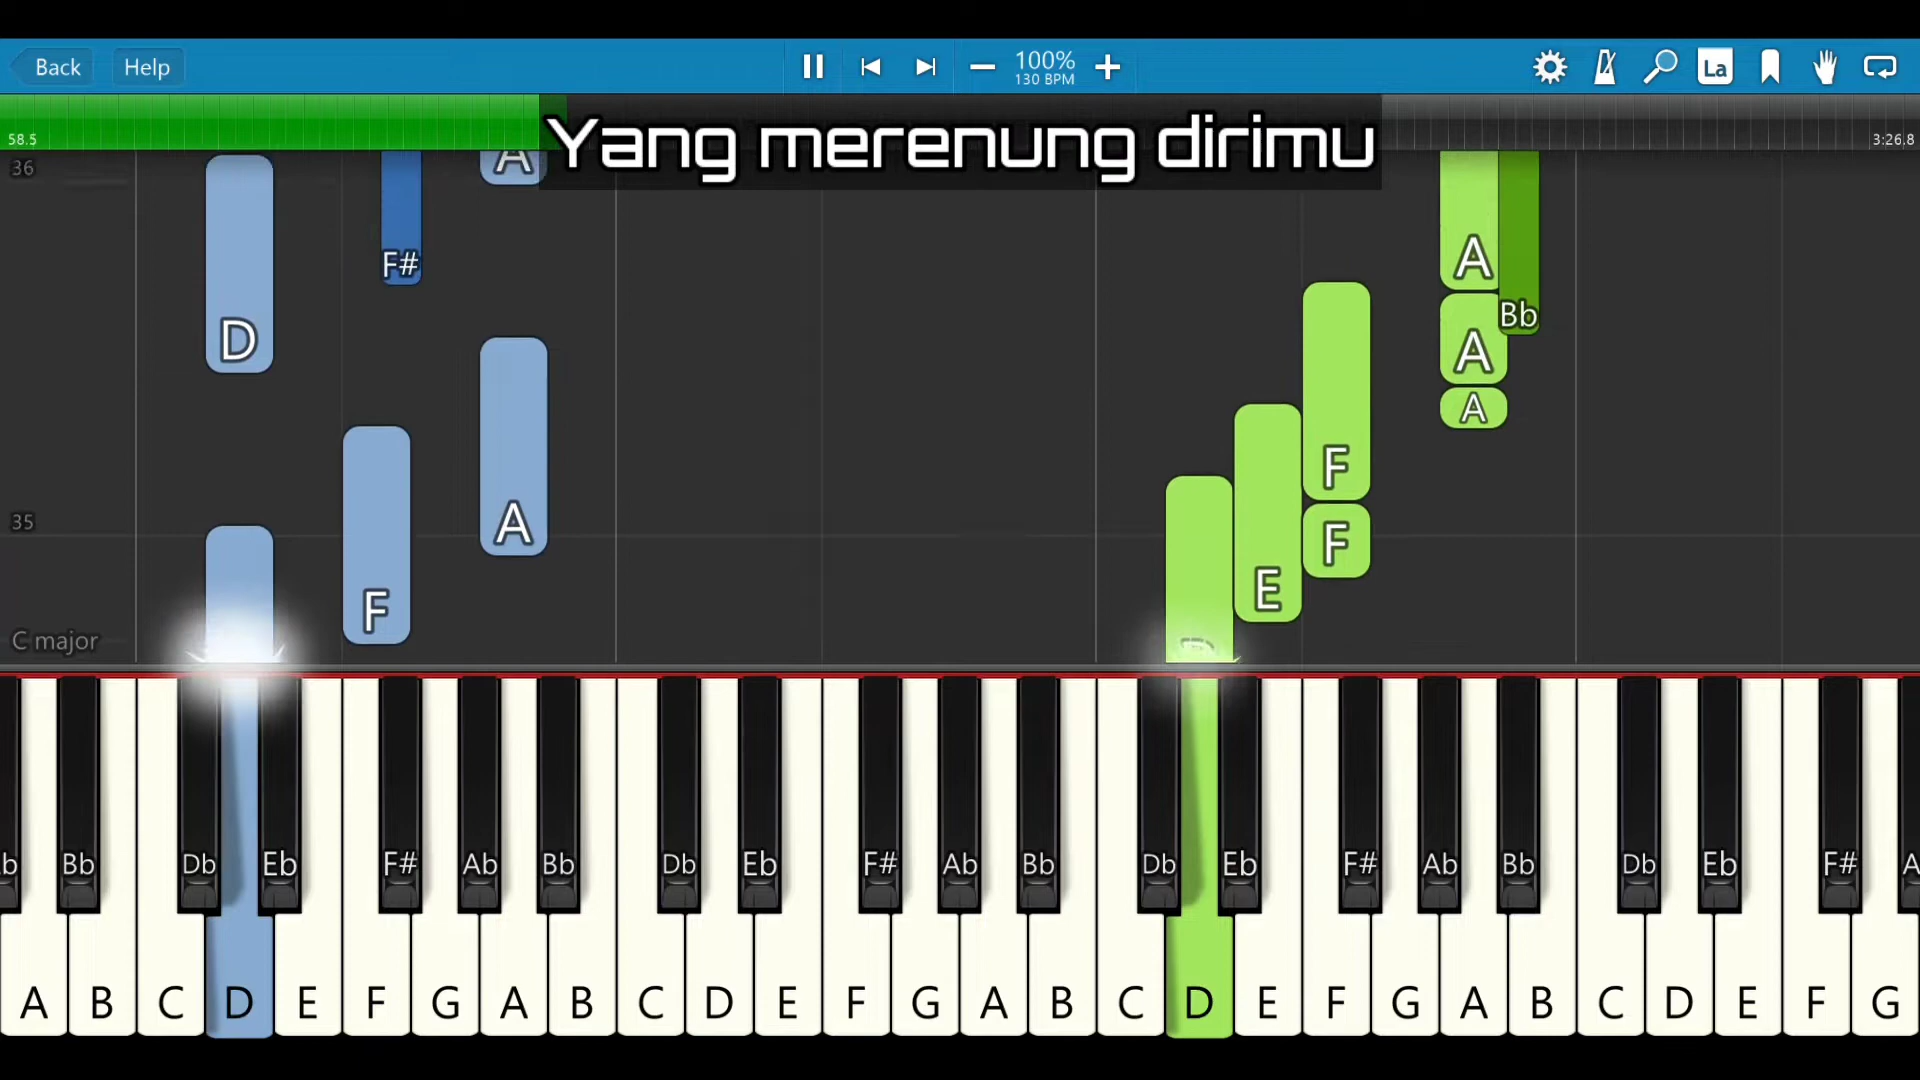 Back Help 100%
130 BPM La
58.5 Yang merenung dirimu 3:26.8
36 A
F# A
D Bb
A
A
F
35 A F
E
F
C major
Bb Db Eb F# Ab Bb Db Eb F# Ab Bb Db Eb F# Ab Bb Db Eb F#
A B C D E F G A B C D E F G A B C D E F G A B C D E F G